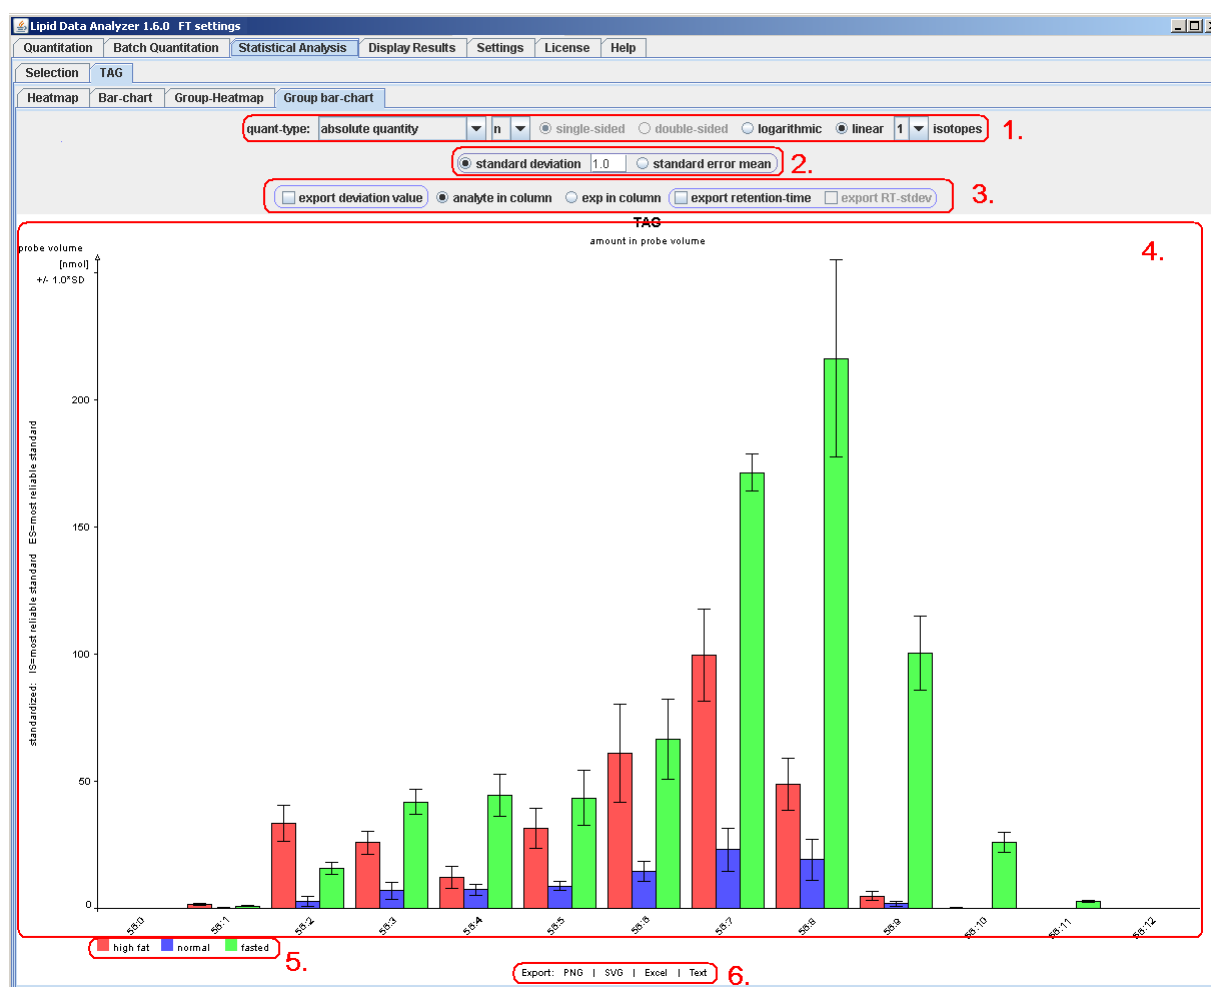 Lipid Data Analyzer 1.6.0 FT settings
Quantitation Batch Quantitation Statistical Analysis Display Results Settings License Help
Selection TAG
Heatmap Bar-chart Group-Heatmap Group bar-chart
quant-type: absolute quantity n single-sided double-sided logarithmic linear 1 isotopes 1.
standard deviation 1.0 standard error mean 2.
export deviation value analyte in column exp in column export retention-time export RT-stdev 3.
TAG
amount in probe volume
4.
probe volume
[nmol]
+/- 1.0*SD
200
150
100
50
0
standardized: IS=most reliable standard ES=most reliable standard
58:0 58:1 58:2 58:3 58:4 58:5 58:6 58:7 58:8 58:9 58:10 58:11 58:12
high fat normal fasted 5.
Export: PNG | SVG | Excel | Text 6.